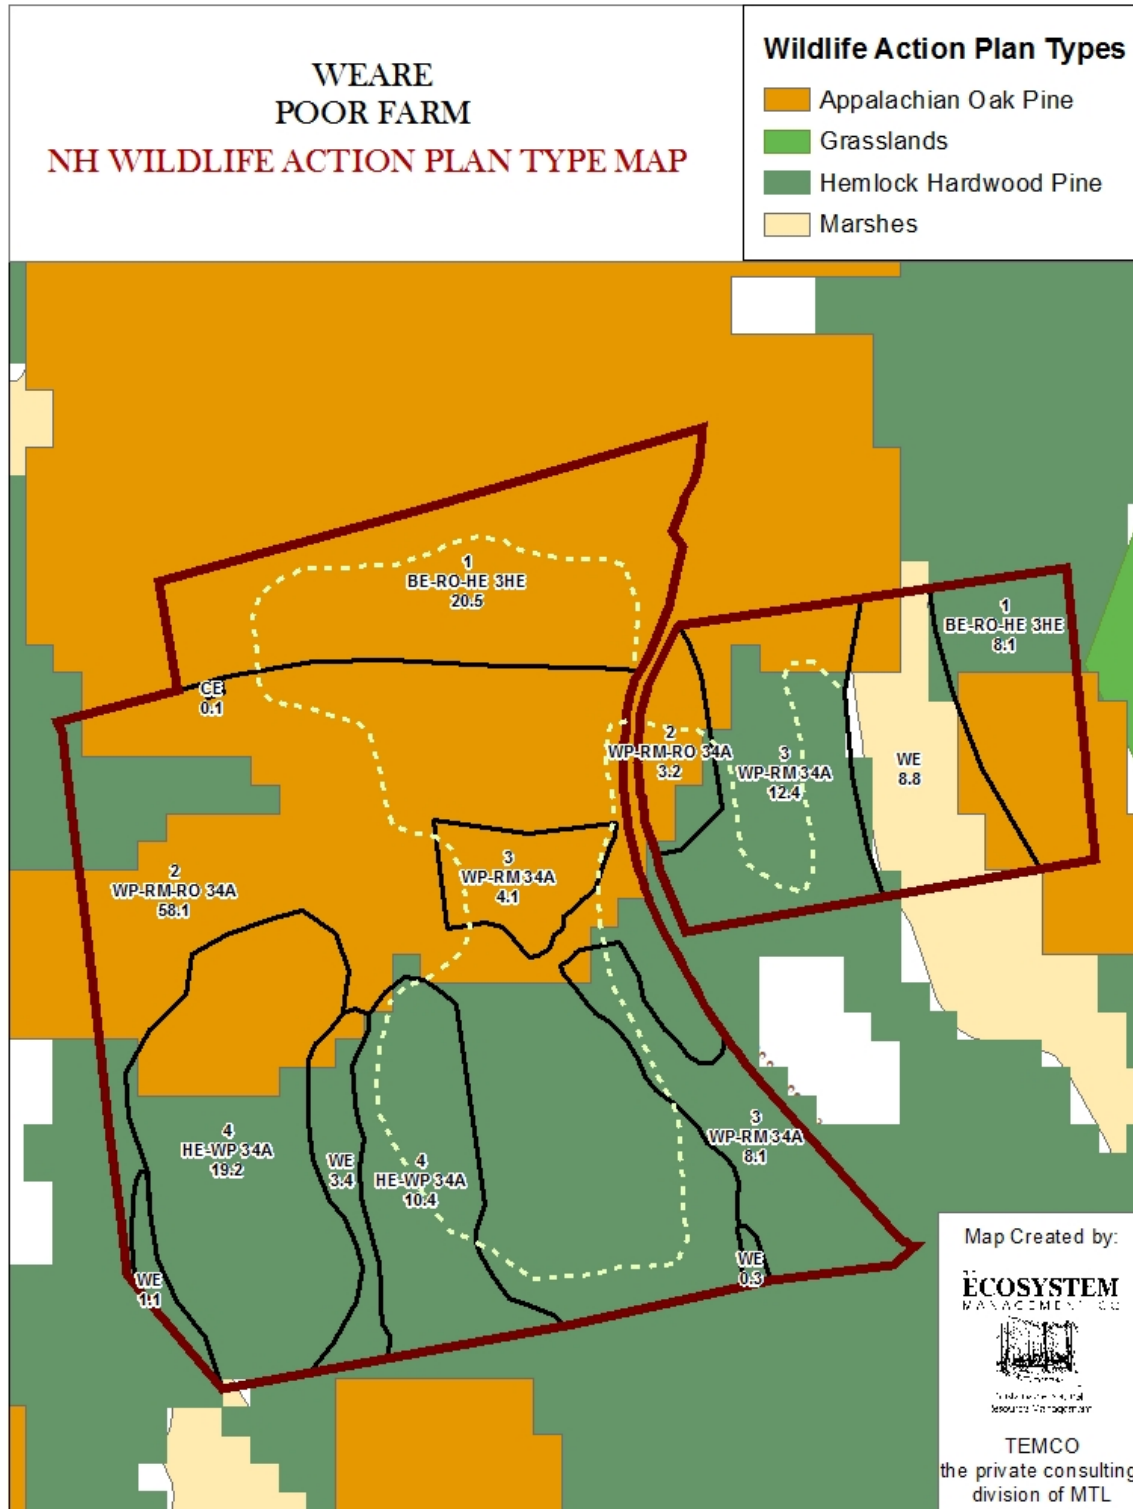 WEARE
POOR FARM
NH WILDLIFE ACTION PLAN TYPE MAP
Wildlife Action Plan Types
Appalachian Oak Pine
Grasslands
Hemlock Hardwood Pine
Marshes
1
BE-RO-HE 3HE
20.5
1
BE-RO-HE 3HE
8.1
CE
0.1
2
WP-RM-RO 34A
3.2
3
WP-RM 34A
12.4
WE
8.8
3
WP-RM 34A
4.1
2
WP-RM-RO 34A
58.1
4
HE-WP 34A
19.2
WE
3.4
4
HE-WP 34A
10.4
3
WP-RM 34A
8.1
WE
0.3
WE
1.1
Map Created by:
ECOSYSTEM
MANAGEMENT CO
Resource Management
TEMCO
the private consulting
division of MTL